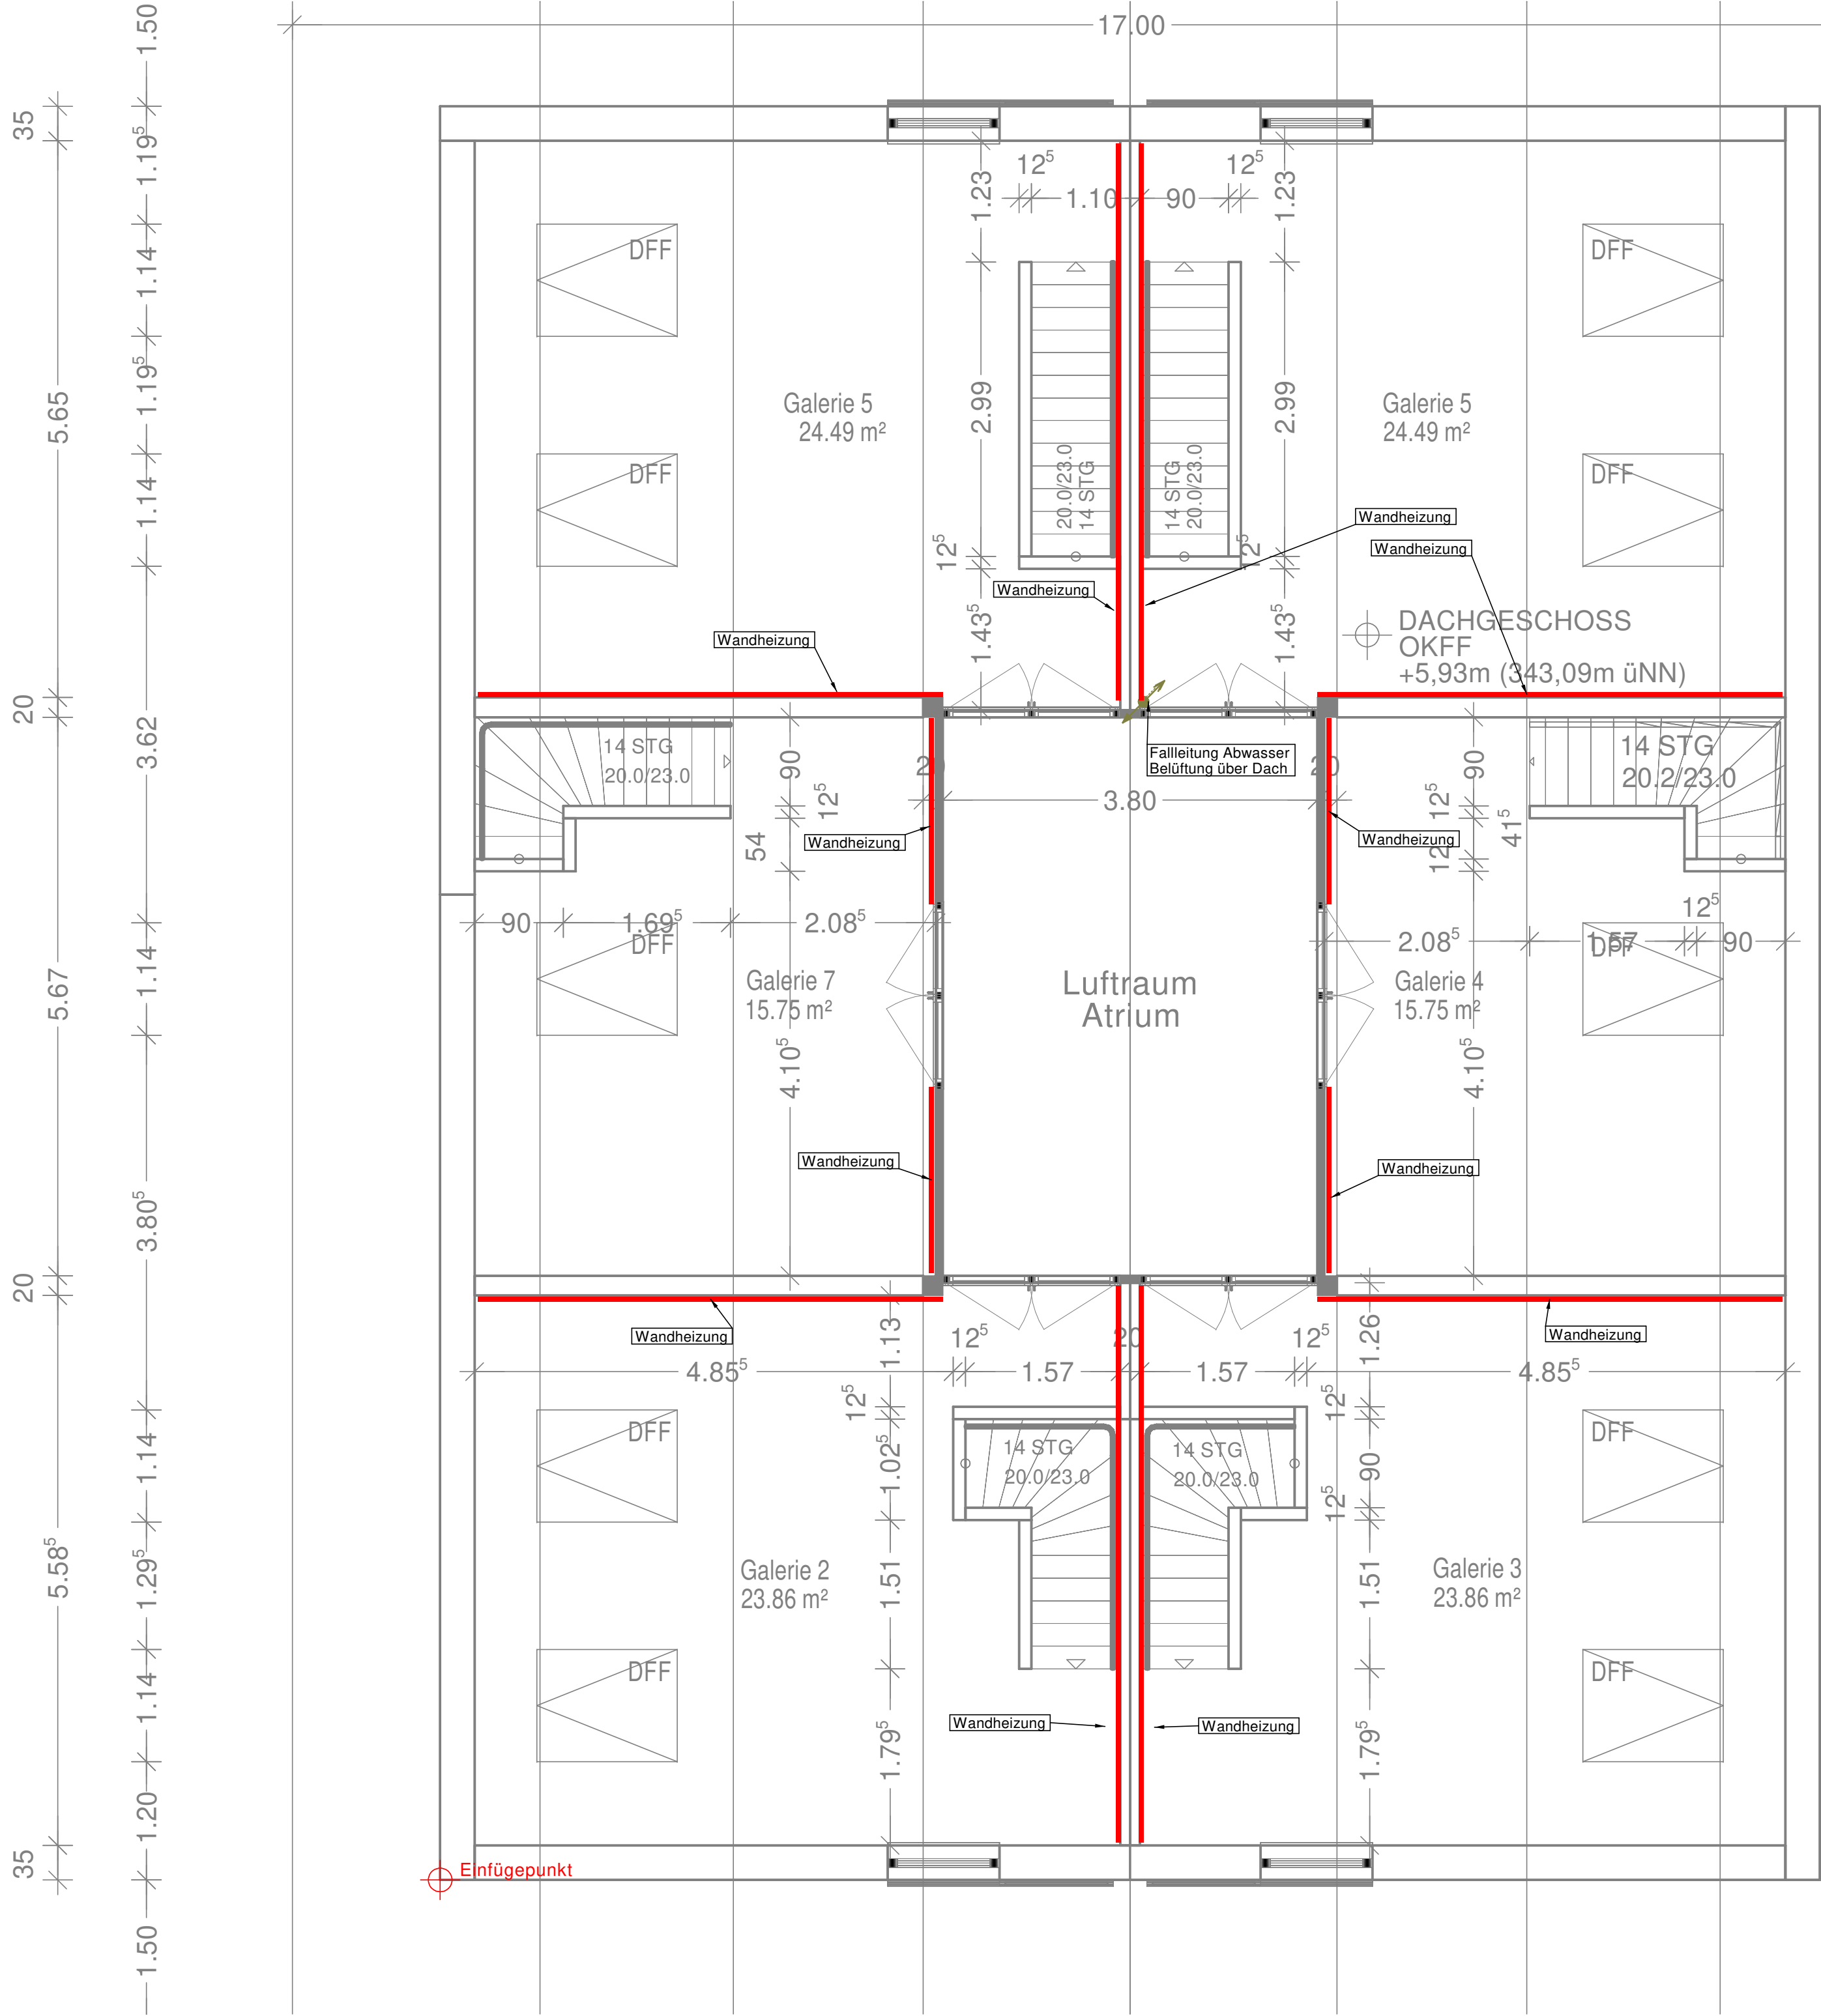 17.00
1.50
35
1.19⁵
12⁵
12⁵
1.23
1.10
90
1.23
DFF
DFF
1.14
1.19⁵
5.65
2.99
2.99
Galerie 5
24.49 m²
Galerie 5
24.49 m²
DFF
DFF
1.14
20.0/23.0
14 STG
14 STG
20.0/23.0
Wandheizung
Wandheizung
12⁵
Wandheizung
1.43⁵
1.43⁵
DACHGESCHOSS
OKFF
+5,93m (343,09m üNN)
Wandheizung
20
3.62
14 STG
20.0/23.0
90
12⁵
20
Fallleitung Abwasser
Belüftung über Dach
20
3.80
90
12⁵
14 STG
20.2/23.0
54
Wandheizung
Wandheizung
41⁵
12⁵
90
1.69⁵
2.08⁵
DFF
2.08⁵
1.57
DFF
12⁵
90
1.14
5.67
Galerie 7
15.75 m²
Luftraum
Atrium
Galerie 4
15.75 m²
4.10⁵
4.10⁵
Wandheizung
Wandheizung
3.80⁵
20
Wandheizung
1.13
12⁵
20
12⁵
1.26
Wandheizung
4.85⁵
1.57
1.57
4.85⁵
12⁵
12⁵
1.14
DFF
1.02⁵
14 STG
20.0/23.0
14 STG
20.0/23.0
90
12⁵
DFF
5.58⁵
1.29⁵
Galerie 2
23.86 m²
1.51
1.51
Galerie 3
23.86 m²
1.14
DFF
DFF
Wandheizung
Wandheizung
1.79⁵
1.79⁵
1.20
35
Einfügepunkt
1.50